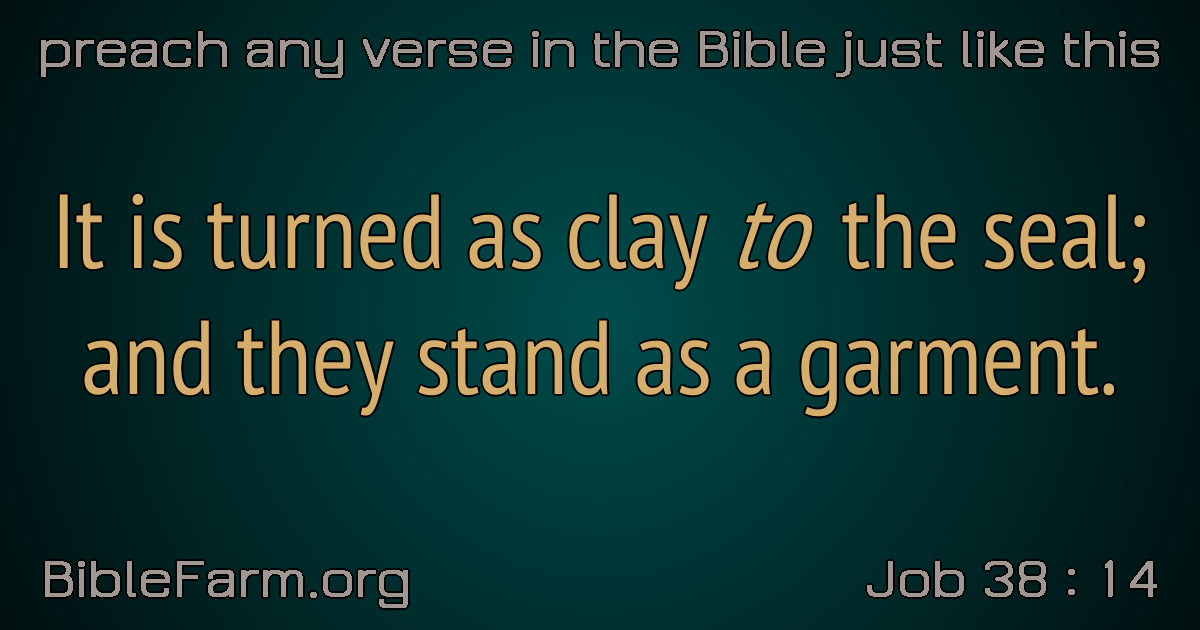 preach any verse in the Bible just like this
It is turned as clay to the seal;
and they stand as a garment.
BibleFarm.org
Job 38 : 14